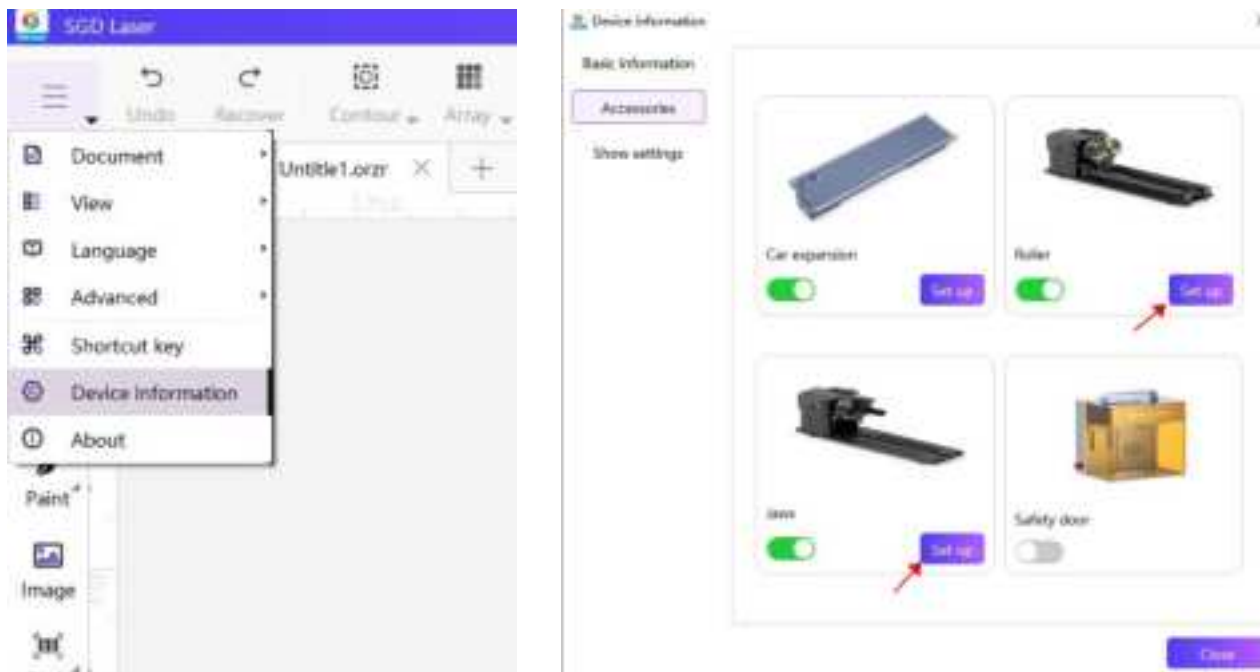 SGD Laser
Undo
Recover
Contour
Array
Document
View
Language
Advanced
Shortcut key
Device Information
About
Untitle1.orzr
Paint
Image
Device Information
Basic Information
Accessories
Show settings
Car expansion
Set up
Roller
Set up
Jaws
Set up
Safety door
Close